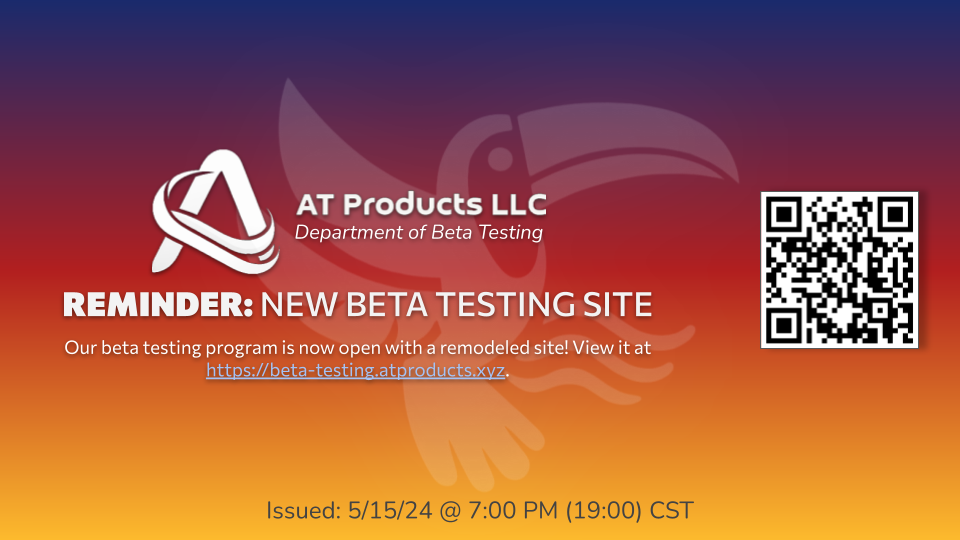 AT Products LLC
Department of Beta Testing
REMINDER: NEW BETA TESTING SITE
Our beta testing program is now open with a remodeled site! View it at
https://beta-testing.atproducts.xyz.
Issued: 5/15/24 @ 7:00 PM (19:00) CST